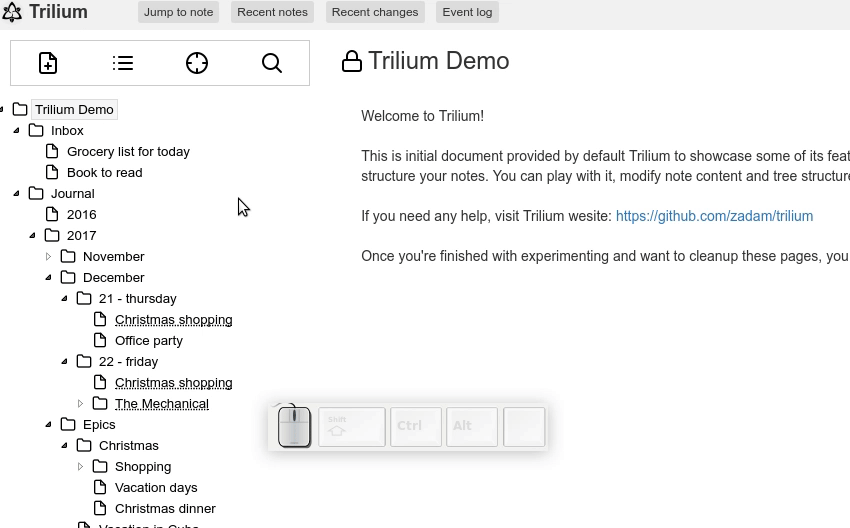 Trilium
Jump to note
Recent notes
Recent changes
Event log
Trilium Demo
Inbox
Grocery list for today
Book to read
Journal
2016
2017
November
December
21 - thursday
Christmas shopping
Office party
22 - friday
Christmas shopping
The Mechanical
Epics
Christmas
Shopping
Vacation days
Christmas dinner
Vacation in Cuba
Trilium Demo
Welcome to Trilium!
This is initial document provided by default Trilium to showcase some of its feat
structure your notes. You can play with it, modify note content and tree structure
If you need any help, visit Trilium wesite: https://github.com/zadam/trilium
Once you're finished with experimenting and want to cleanup these pages, you
Shift
Ctrl
Alt